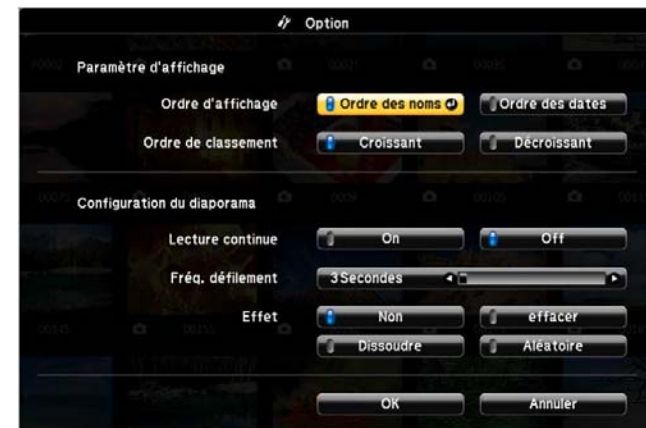 Option
Paramètre d'affichage
Ordre d'affichage Ordre des noms Ordre des dates
Ordre de classement Croissant Décroissant
Configuration du diaporama
Lecture continue On Off
Fréq. défilement 3Secondes
Effet Non effacer
Dissoudre Aléatoire
OK Annuler